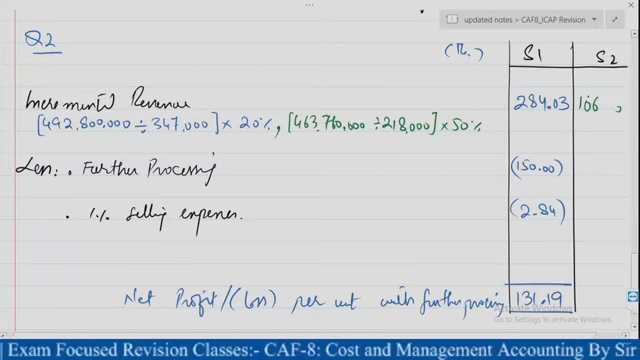 updated notes > CAF8_ICAP Revision
Q2
(Rs.) S1 S2
Incremental Revenue 284.03 106
[492,800,000 ÷ 347,000] × 20%, [463,760,000 ÷ 218,000] × 50%
Less: • Further Processing (150.00)
• 1% Selling expenses. (2.84)
Net Profit/(Loss) per unit with further processing 131.19
Activate Windows
Go to Settings to activate Windows.
| Exam Focused Revision Classes:- CAF-8: Cost and Management Accounting By Sir